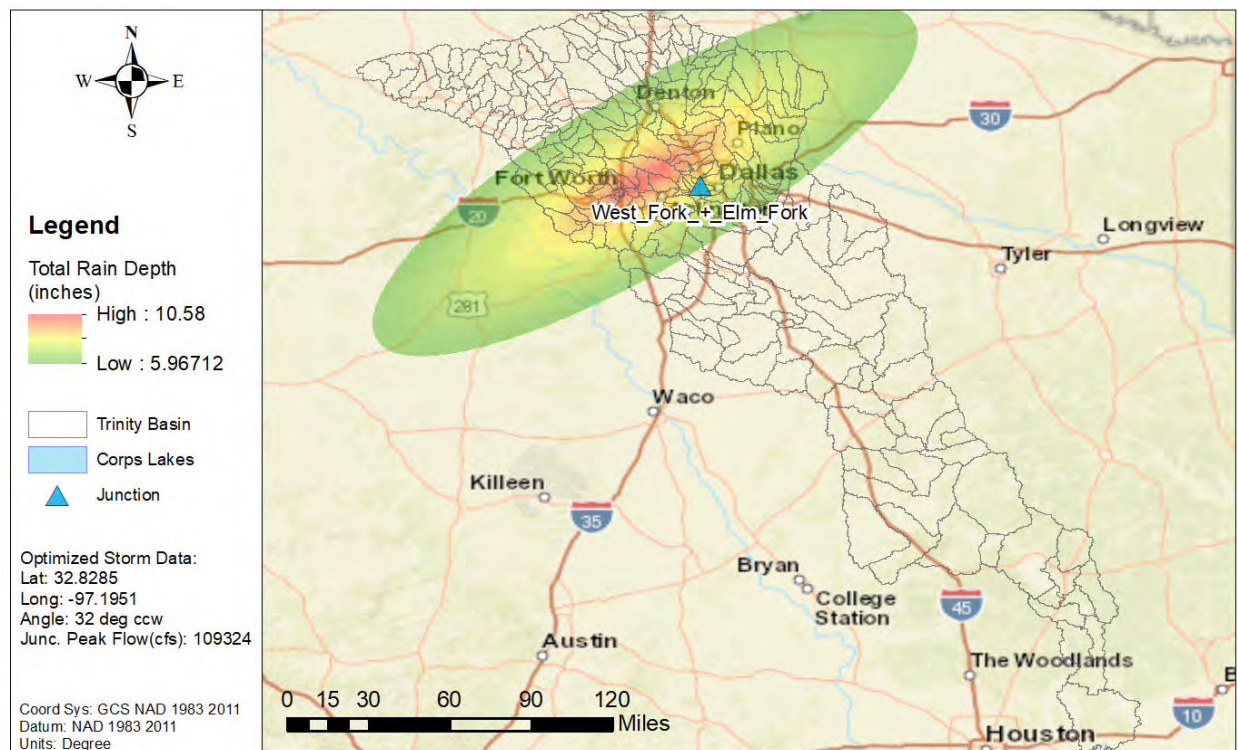 N
W E
S
Legend
Total Rain Depth
(inches)
High : 10.58
Low : 5.96712
Trinity Basin
Corps Lakes
Junction
Optimized Storm Data:
Lat: 32.8285
Long: -97.1951
Angle: 32 deg ccw
Junc. Peak Flow(cfs): 109324
Coord Sys: GCS NAD 1983 2011
Datum: NAD 1983 2011
Units: Degree
Denton
Plano
30
Dallas
Fort Worth
20
West_Fork_+_Elm_Fork
Longview
Tyler
281
Waco
Killeen
35
Bryan
College
Station
45
Austin
The Woodlands
10
Houston
0 15 30 60 90 120
Miles